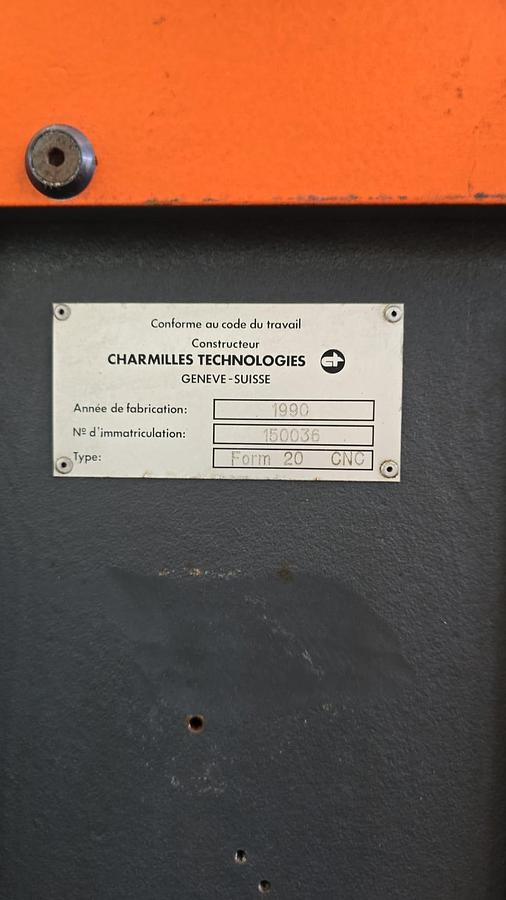 Conforme au code du travail
Constructeur
CHARMILLES TECHNOLOGIES
GENEVE-SUISSE
Année de fabrication: 1990
Nº d'immatriculation: 150036
Type: Form 20 CNC